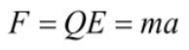 F = QE = ma